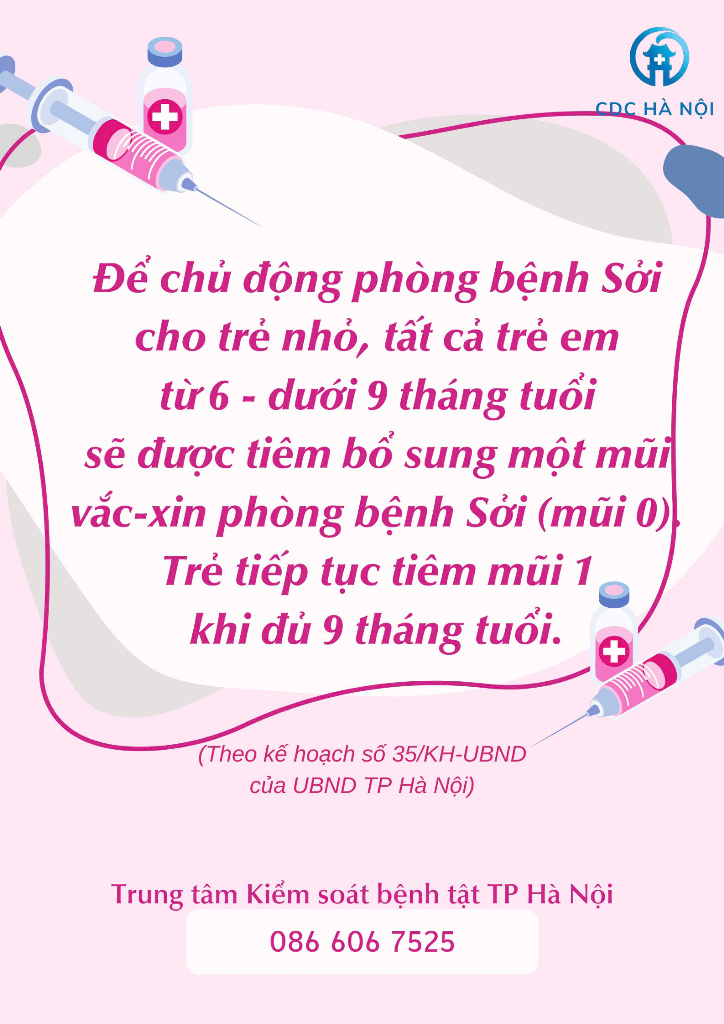 CDC HÀ NỘI
Để chủ động phòng bệnh Sởi
cho trẻ nhỏ, tất cả trẻ em
từ 6 - dưới 9 tháng tuổi
sẽ được tiêm bổ sung một mũi
vắc-xin phòng bệnh Sởi (mũi 0).
Trẻ tiếp tục tiêm mũi 1
khi đủ 9 tháng tuổi.
(Theo kế hoạch số 35/KH-UBND
của UBND TP Hà Nội)
Trung tâm Kiểm soát bệnh tật TP Hà Nội
086 606 7525